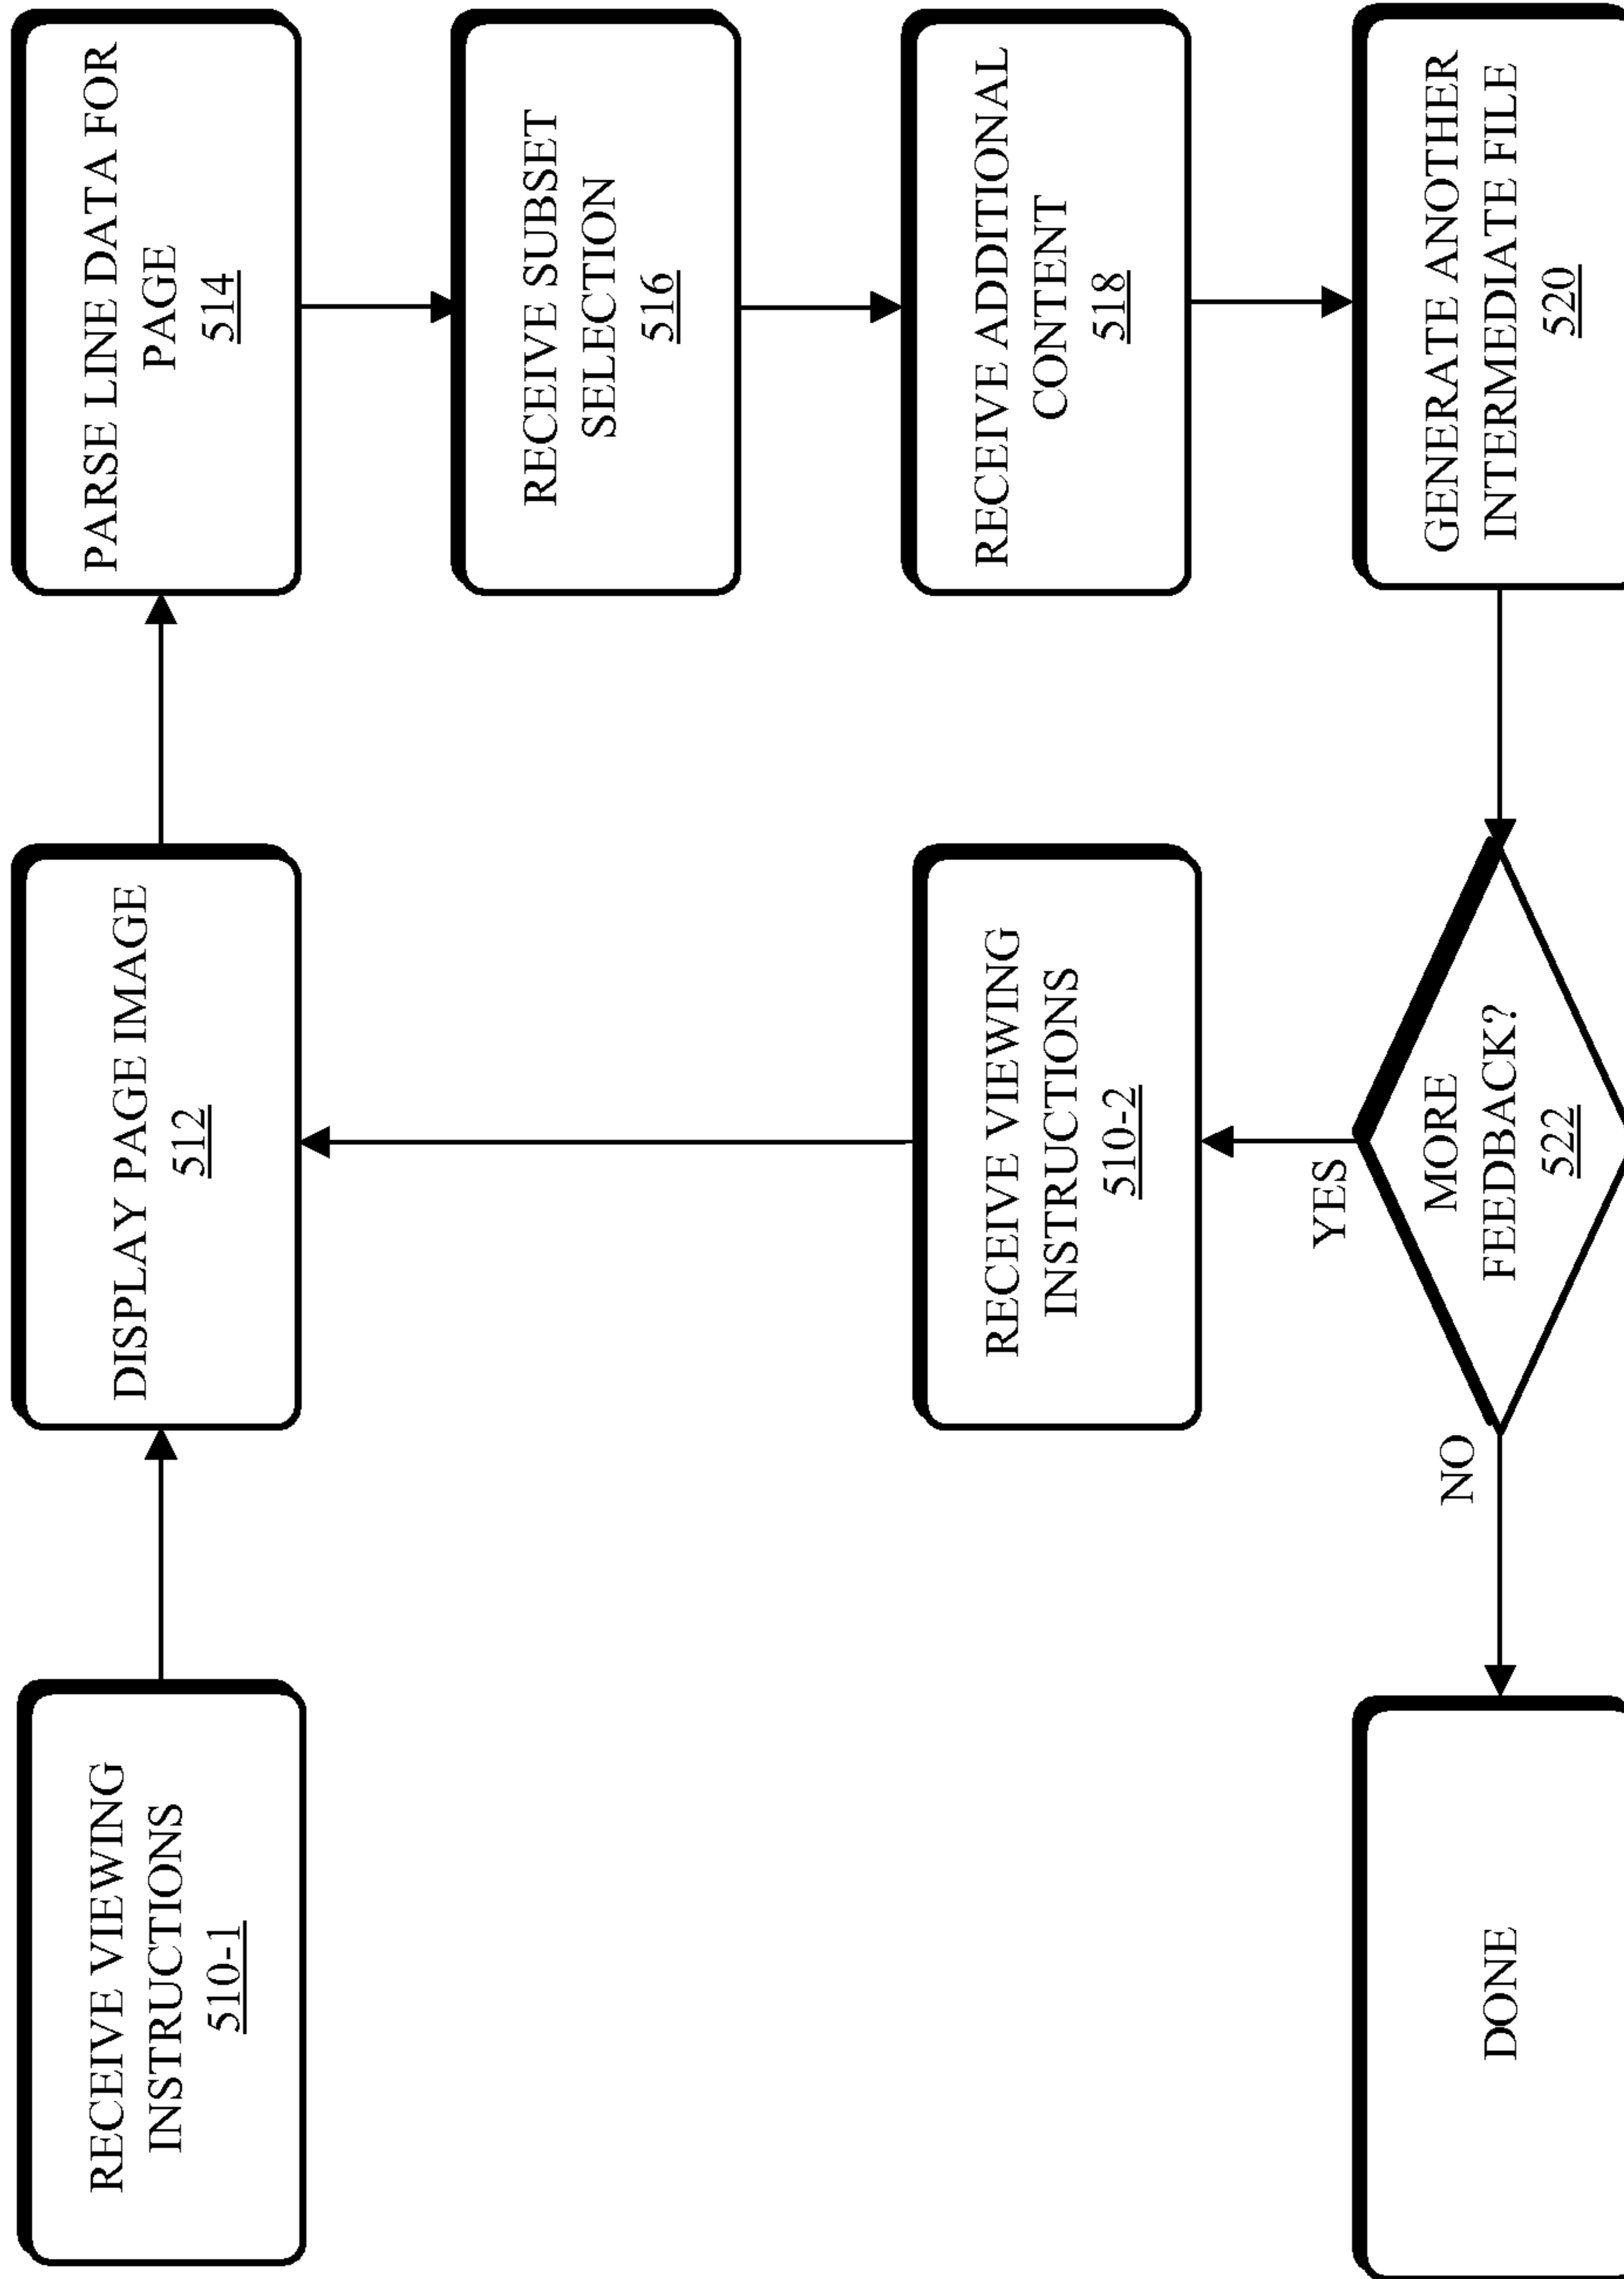 RECEIVE VIEWING
INSTRUCTIONS
510-1
DISPLAY PAGE IMAGE
512
PARSE LINE DATA FOR
PAGE
514
RECEIVE SUBSET
SELECTION
516
RECEIVE ADDITIONAL
CONTENT
518
GENERATE ANOTHER
INTERMEDIATE FILE
520
MORE
FEEDBACK?
522
YES
RECEIVE VIEWING
INSTRUCTIONS
510-2
NO
DONE